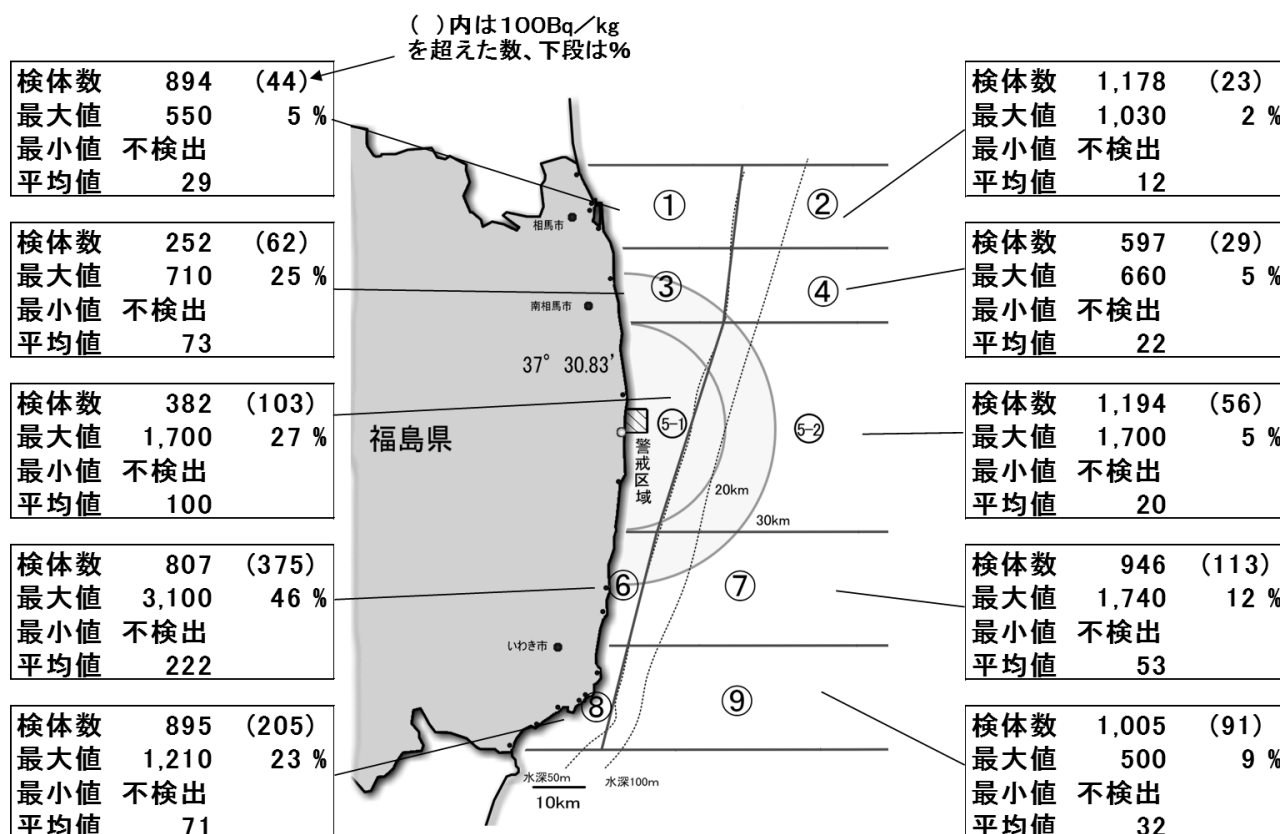 ( )内は100Bq/kg
を超えた数、下段は%
検体数 894 (44)
最大値 550 5 %
最小値 不検出
平均値 29
検体数 252 (62)
最大値 710 25 %
最小値 不検出
平均値 73
検体数 382 (103)
最大値 1,700 27 %
最小値 不検出
平均値 100
検体数 807 (375)
最大値 3,100 46 %
最小値 不検出
平均値 222
検体数 895 (205)
最大値 1,210 23 %
最小値 不検出
平均値 71
①
②
相馬市
③
④
南相馬市
37° 30.83'
福島県
5-1
5-2
警戒区域
20km
30km
⑥
⑦
いわき市
⑧
⑨
水深50m
水深100m
10km
検体数 1,178 (23)
最大値 1,030 2 %
最小値 不検出
平均値 12
検体数 597 (29)
最大値 660 5 %
最小値 不検出
平均値 22
検体数 1,194 (56)
最大値 1,700 5 %
最小値 不検出
平均値 20
検体数 946 (113)
最大値 1,740 12 %
最小値 不検出
平均値 53
検体数 1,005 (91)
最大値 500 9 %
最小値 不検出
平均値 32